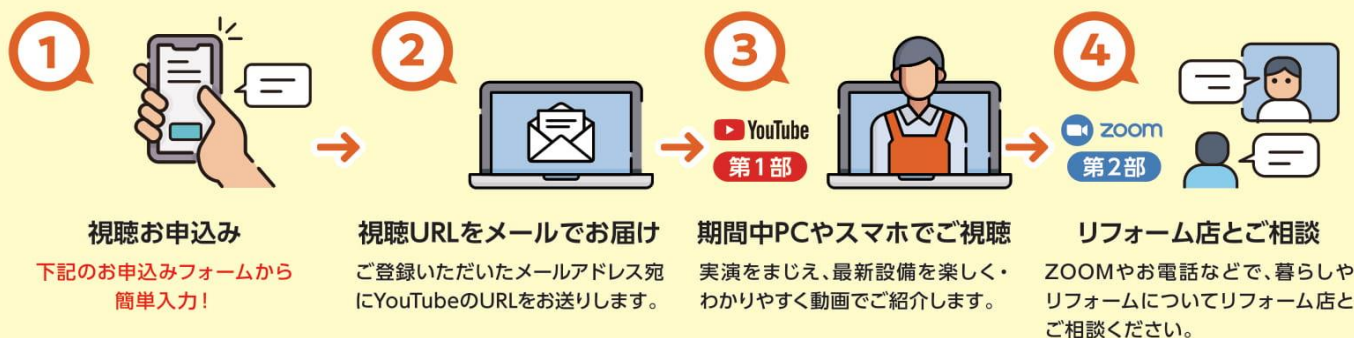 1
視聴お申込み
下記のお申込みフォームから
簡単入力！
2
視聴URLをメールでお届け
ご登録いただいたメールアドレス宛
にYouTubeのURLをお送りします。
3
YouTube
第1部
期間中PCやスマホでご視聴
実演をまじえ、最新設備を楽しく・
わかりやすく動画でご紹介します。
4
zoom
第2部
リフォーム店とご相談
ZOOMやお電話などで、暮らしや
リフォームについてリフォーム店と
ご相談ください。